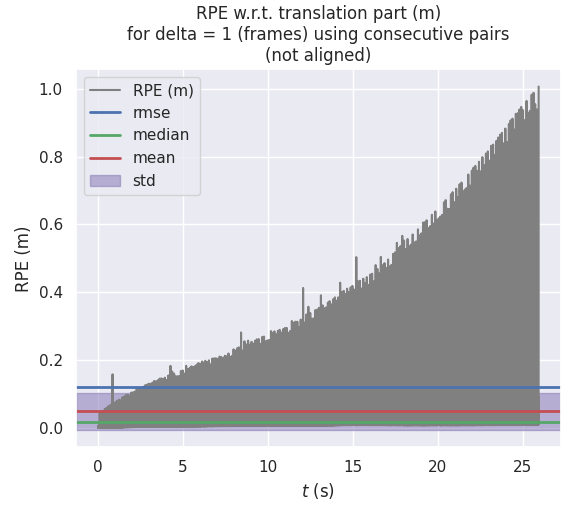 RPE w.r.t. translation part (m)
for delta = 1 (frames) using consecutive pairs
(not aligned)
RPE (m)
rmse
median
mean
std
RPE (m)
1.0
0.8
0.6
0.4
0.2
0.0
0
5
10
15
20
25
t (s)